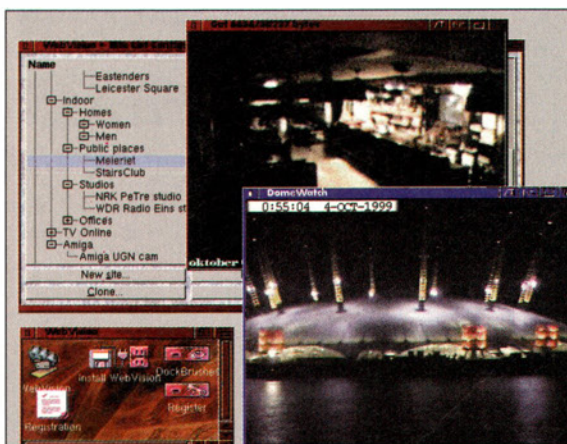 WebVision
Name
Eastenders
Leicester Square
Indoor
Homes
Women
Men
Public places
Meieriet
StairsClub
Studios
NRK PeTre studio
WDR Radio Eins st
Offices
TV Online
Amiga
Amiga UGN cam
New site...
Clone...
oktober
DomeWatch
0:55:04 4-OCT-1999
WebVision
WebVision
Install WebVision
DockBrushes
Register
Registration